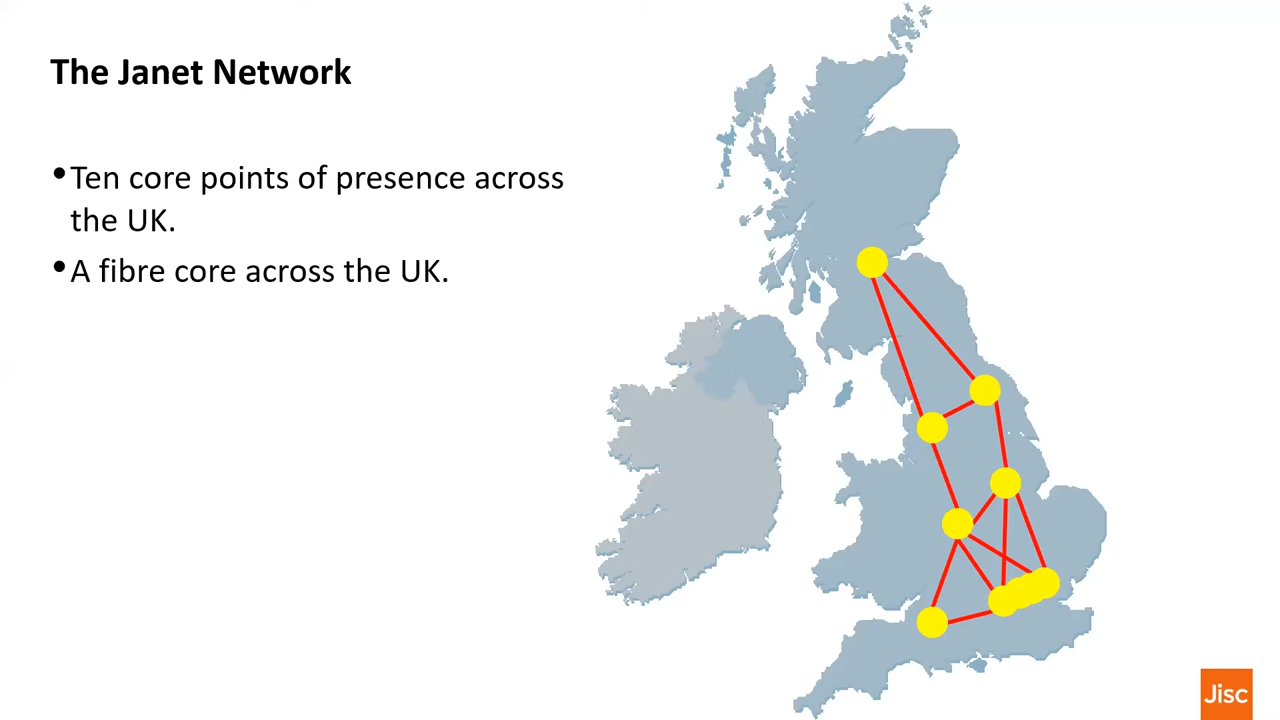 The Janet Network
•Ten core points of presence across
the UK.
•A fibre core across the UK.
Jisc